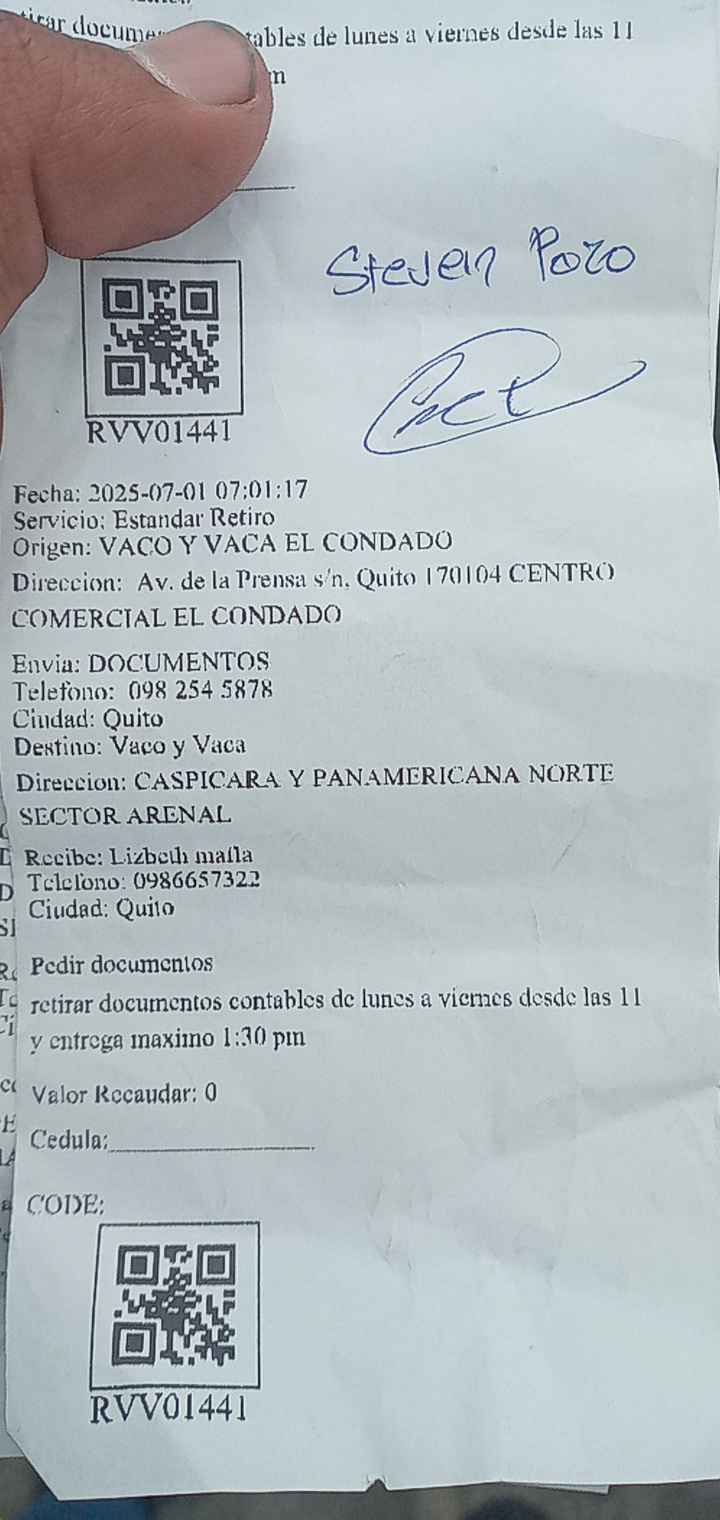 contables de lunes a viernes desde las 11
Steven Pozo
RVV01441
Fecha: 2025-07-01 07:01:17
Servicio: Estandar Retiro
Origen: VACO Y VACA EL CONDADO
Direccion: Av. de la Prensa s/n, Quito 170104 CENTRO
COMERCIAL EL CONDADO
Envia: DOCUMENTOS
Telefono: 098 254 5878
Ciudad: Quito
Destino: Vaco y Vaca
Direccion: CASPICARA Y PANAMERICANA NORTE
SECTOR ARENAL
Recibe: Lizbeth mafla
Telefono: 0986657322
Ciudad: Quito
Pedir documentos
retirar documentos contables de lunes a viernes desde las 11
y entrega maximo 1:30 pm
Valor Recaudar: 0
Cedula:
CODE:
RVV01441